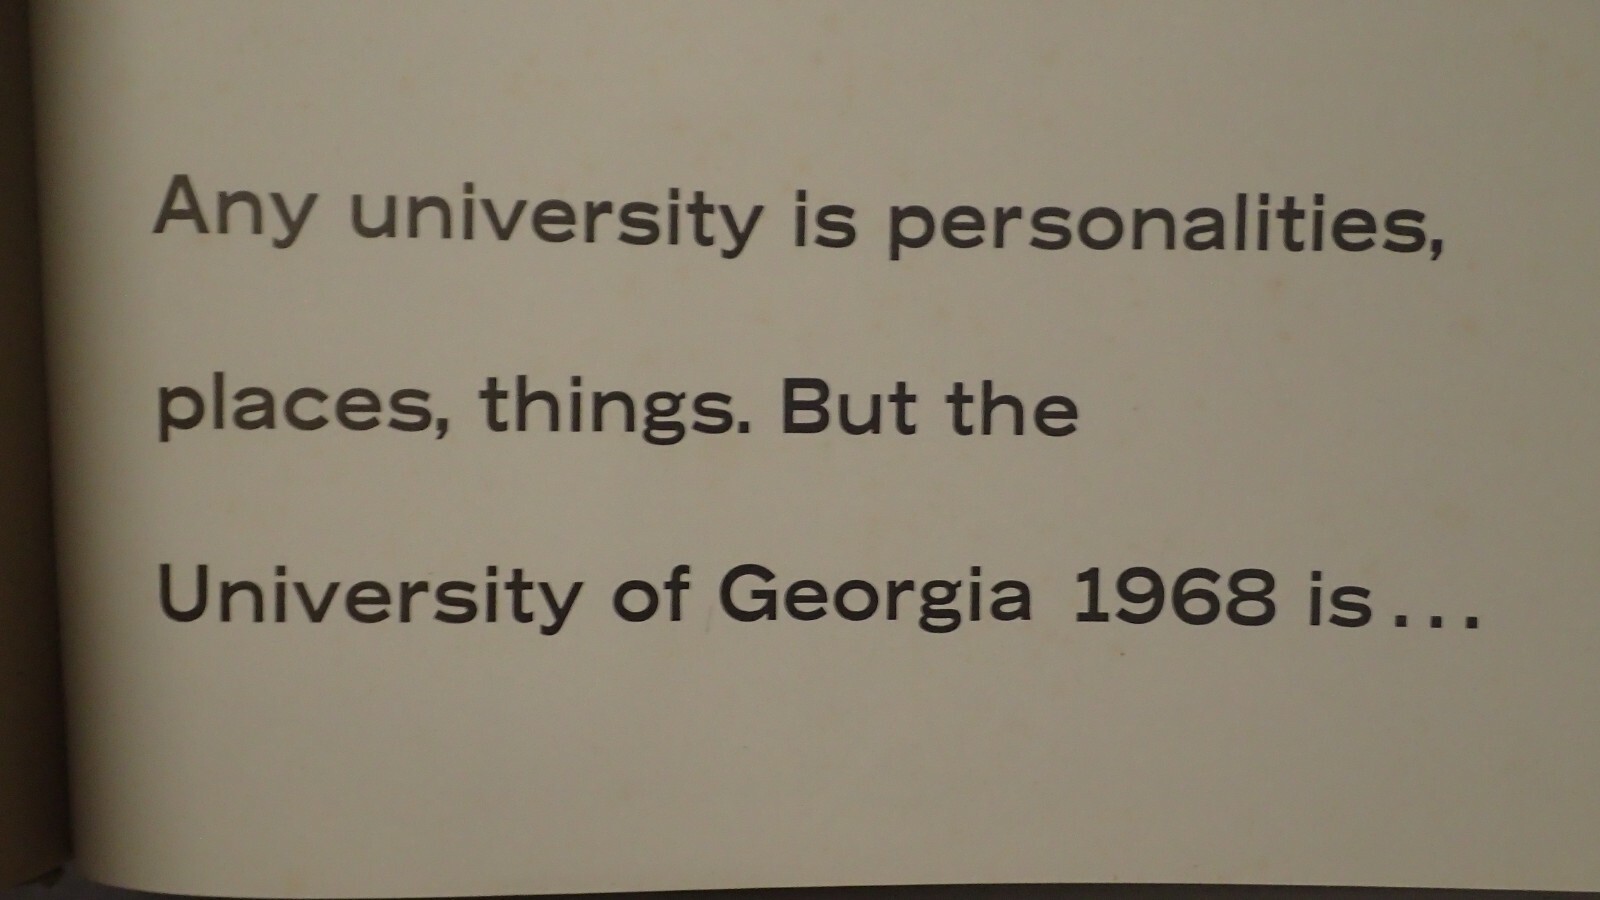 Any university is personalities,
places, things. But the
University of Georgia 1968 is...